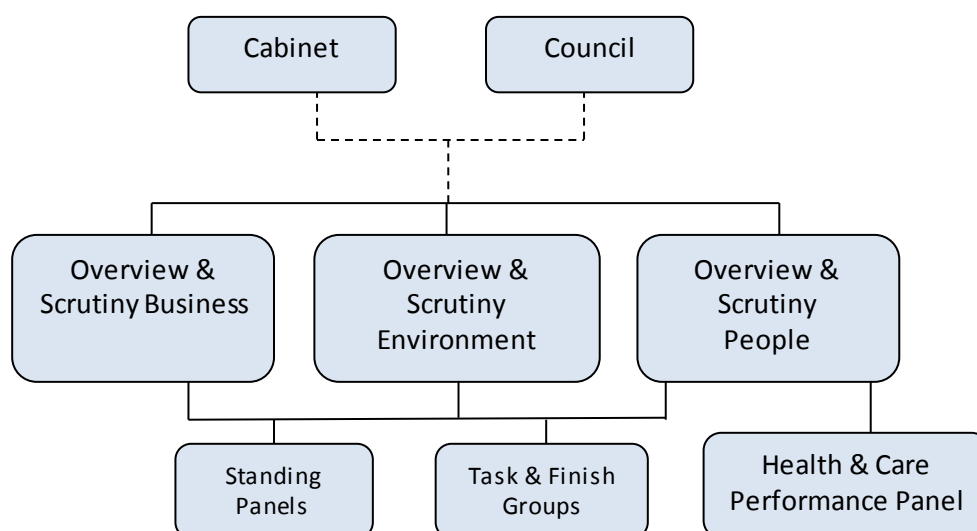 Cabinet
Council
Overview &
Scrutiny Business
Overview &
Scrutiny
Environment
Overview &
Scrutiny
People
Standing
Panels
Task & Finish
Groups
Health & Care
Performance Panel